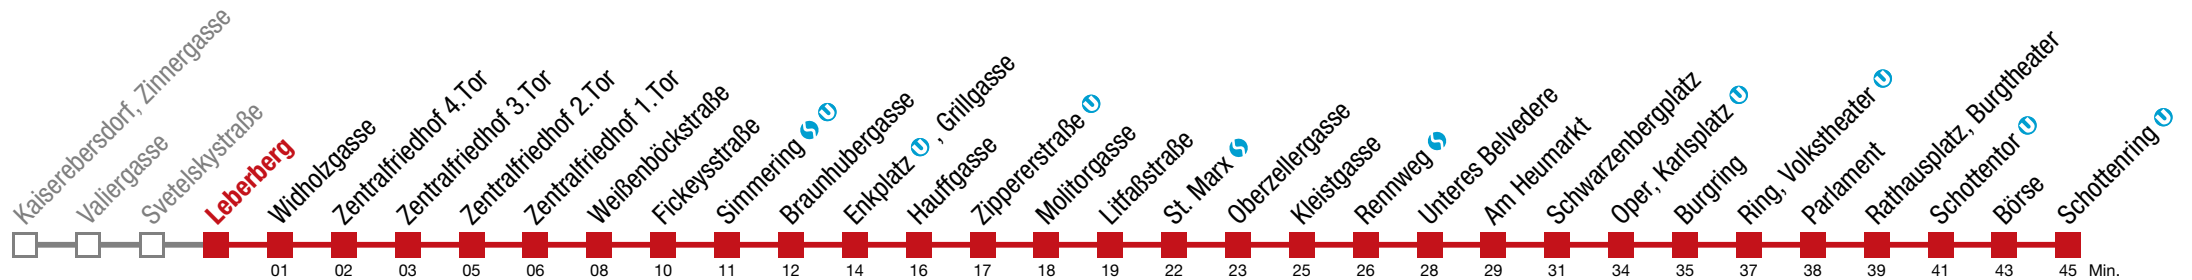 Kaiserebersdorf, Zinnergasse
Valiergasse
Svetelskystraße
Leberberg
Widholzgasse
Zentralfriedhof 4.Tor
Zentralfriedhof 3.Tor
Zentralfriedhof 2.Tor
Zentralfriedhof 1.Tor
Weißenböckstraße
Fickeysstraße
Simmering S U
Braunhubergasse
Enkplatz U , Grillgasse
Hauffgasse
Zippererstraße U
Molitorgasse
Litfaßstraße
St. Marx S
Oberzellergasse
Kleistgasse
Rennweg S
Unteres Belvedere
Am Heumarkt
Schwarzenbergplatz
Oper, Karlsplatz U
Burgring
Ring, Volkstheater U
Parlament
Rathausplatz, Burgtheater
Schottentor U
Börse
Schottenring U
01 02 03 05 06 08 10 11 12 14 16 17 18 19 22 23 25 26 28 29 31 34 35 37 38 39 41 43 45 Min.